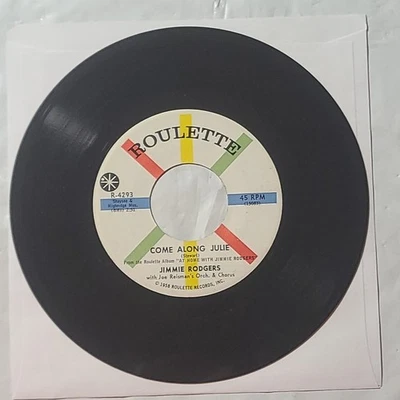 ROULETTE
R-4293
45 RPM
COME ALONG JULIE
(Stewart)
From the Roulette Album "AT HOME WITH JIMMIE RODGERS"
JIMMIE RODGERS
with Joe Reisman's Orch. & Chorus
© 1958 ROULETTE RECORDS, INC.